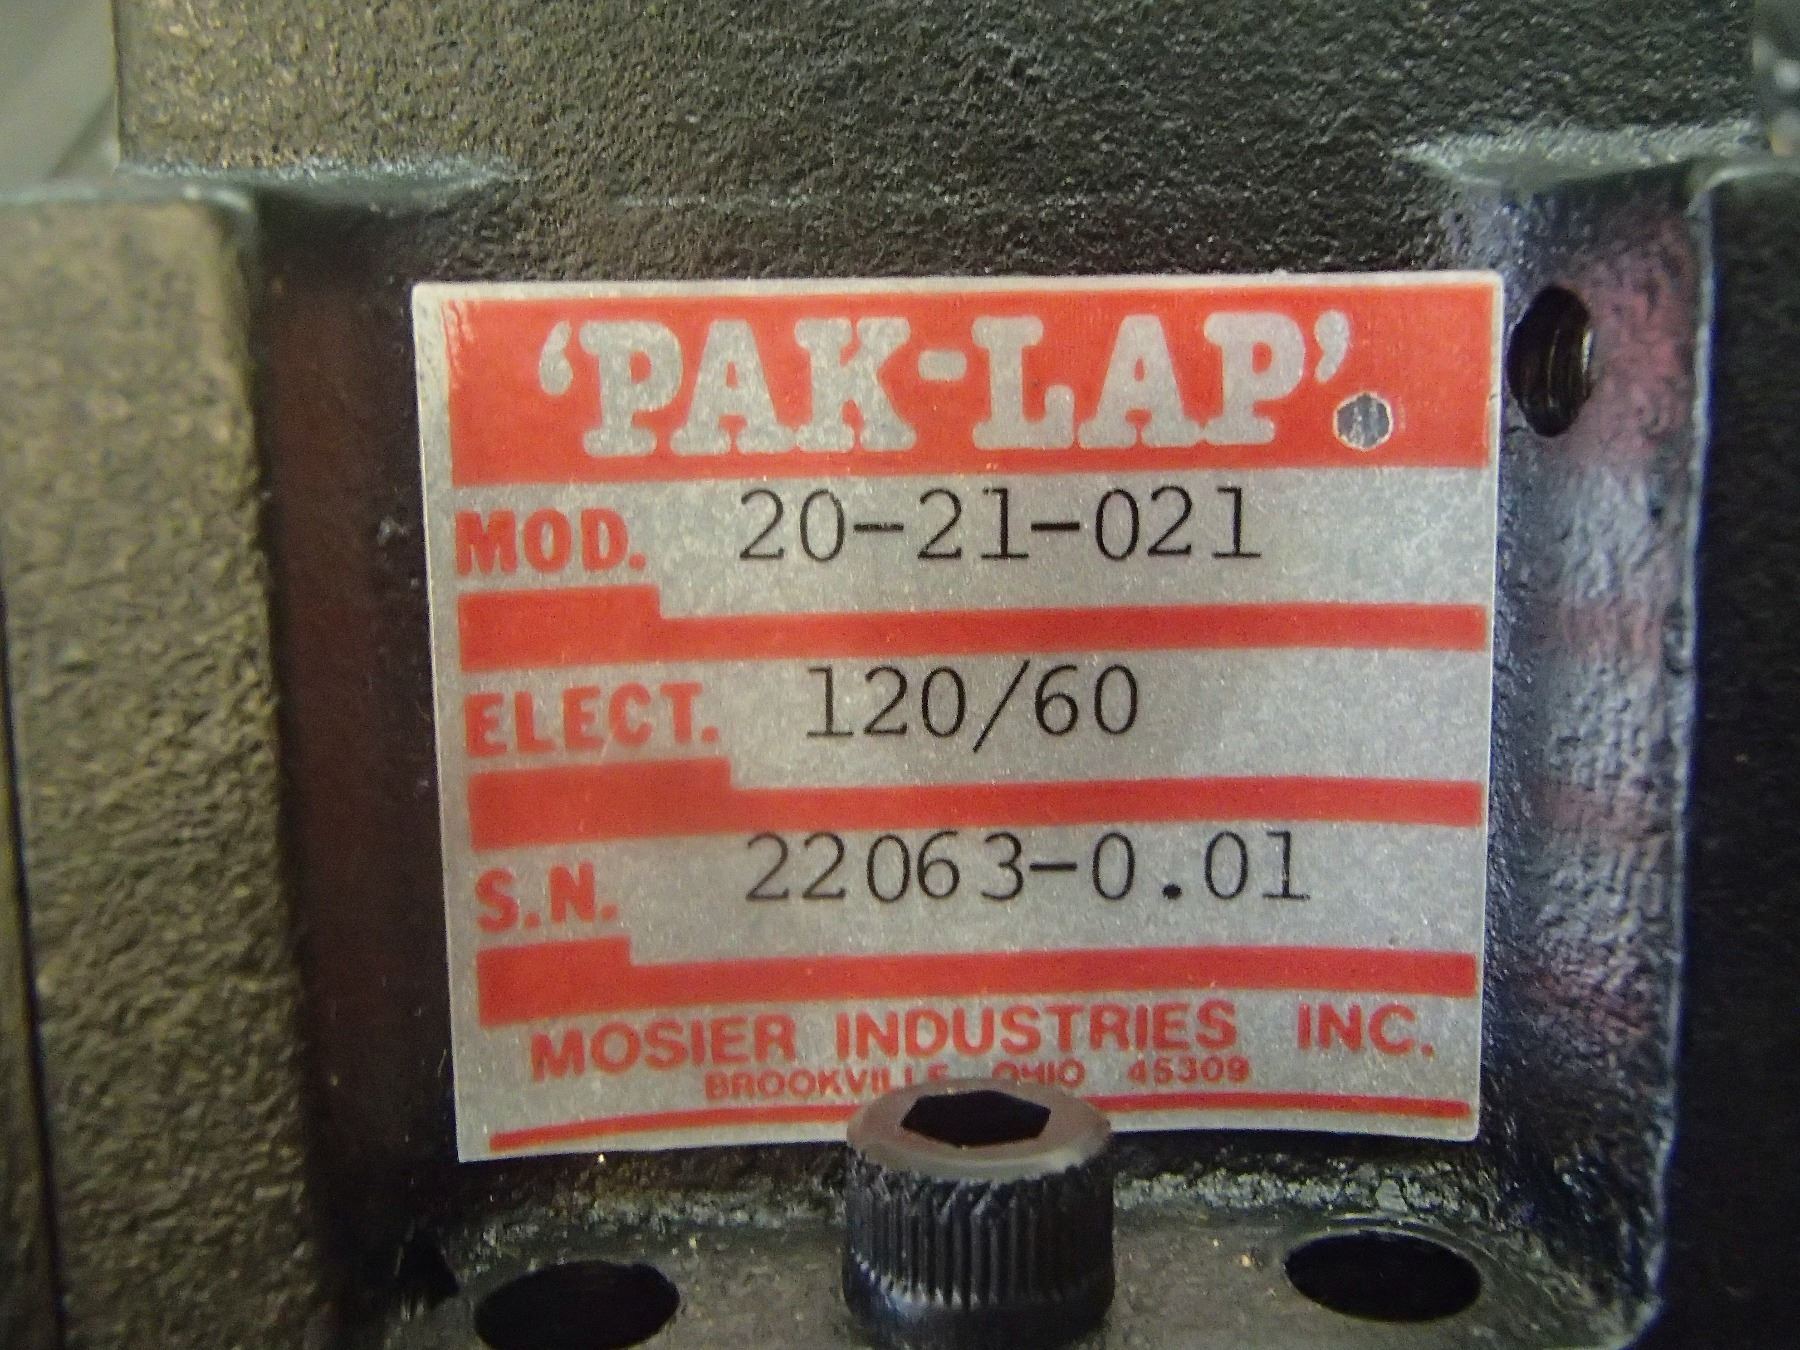 ‘PAK-LAP’.
MOD. 20-21-021
ELECT. 120/60
S.N. 22063-0.01
MOSIER INDUSTRIES INC.
BROOKVILLE OHIO 45309